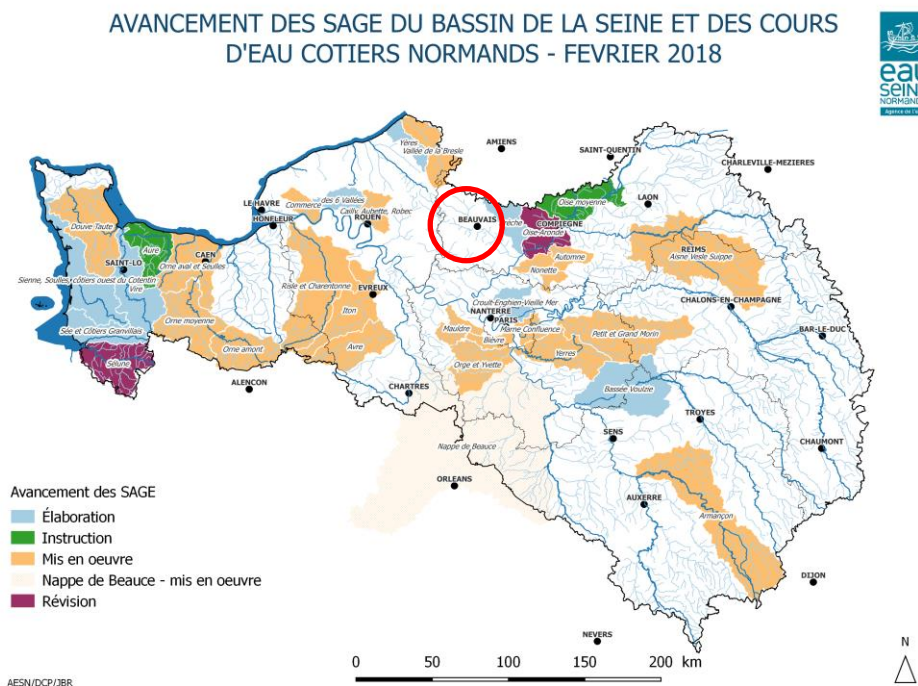 AVANCEMENT DES SAGE DU BASSIN DE LA SEINE ET DES COURS
D'EAU COTIERS NORMANDS - FEVRIER 2018
eau
SEINE
NORMAND
Agence de l'e
AMIENS
SAINT-QUENTIN
CHARLEVILLE-MEZIERES
Yères
Vallée de la Bresle
Oise moyenne
LAON
LE HAVRE
HONFLEUR
Commerce
des 6 Vallées
Cailly, Aubette, Robec
ROUEN
BEAUVAIS
COMPIEGNE
Oise-Aronde
Automne
Nonette
REIMS
Aisne Vesle Suippe
Douve-Taute
Aure
SAINT-LO
CAEN
Orne aval et Seulles
Sienne, Soulles, côtiers ouest du Cotentin
Vire
Risle et Charentonne
EVREUX
Iton
Croult-Enghien-Vieille Mer
CHALONS-EN-CHAMPAGNE
NANTERRE
PARIS
Marne Confluence
Mauldre
Bièvre
Petit et Grand Morin
BAR-LE-DUC
Orne moyenne
Sée et Côtiers Granvillais
Avre
Yerres
Orne amont
Orge et Yvette
Sélune
ALENCON
CHARTRES
Bassée Voulzie
TROYES
SENS
CHAUMONT
Nappe de Beauce
ORLEANS
AUXERRE
Armançon
DIJON
NEVERS
Avancement des SAGE
Élaboration
Instruction
Mis en oeuvre
Nappe de Beauce - mis en oeuvre
Révision
0 50 100 150 200 km
N
AESN/DCP/JBR